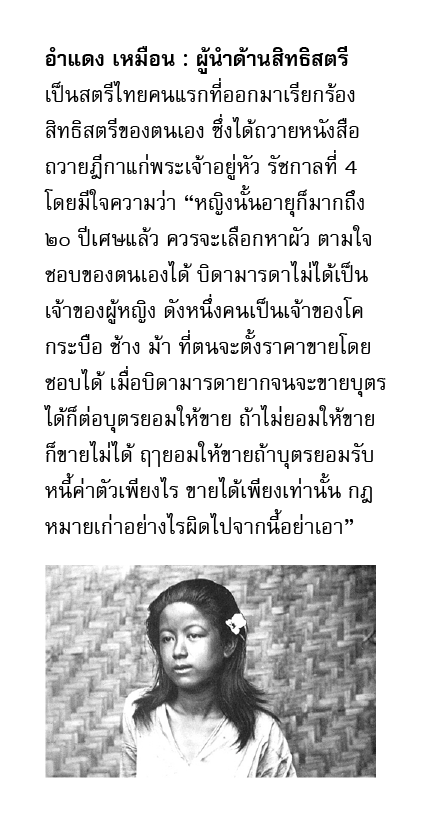 อำแดง เหมือน : ผู้นำด้านสิทธิสตรี
เป็นสตรีไทยคนแรกที่ออกมาเรียกร้อง
สิทธิสตรีของตนเอง ซึ่งได้ถวายหนังสือ
ถวายฎีกาแก่พระเจ้าอยู่หัว รัชกาลที่ 4
โดยมีใจความว่า “หญิงนั้นอายุก็มากถึง
๒๐ ปีเศษแล้ว ควรจะเลือกหาผัว ตามใจ
ชอบของตนเองได้ บิดามารดาไม่ได้เป็น
เจ้าของผู้หญิง ดังหนึ่งคนเป็นเจ้าของโค
กระบือ ช้าง ม้า ที่ตนจะตั้งราคาขายโดย
ชอบได้ เมื่อบิดามารดายากจนจะขายบุตร
ได้ก็ต่อบุตรยอมให้ขาย ถ้าไม่ยอมให้ขาย
ก็ขายไม่ได้ ฤๅยอมให้ขายถ้าบุตรยอมรับ
หนี้ค่าตัวเพียงไร ขายได้เพียงเท่านั้น กฎ
หมายเก่าอย่างไรผิดไปจากนี้อย่าเอา”